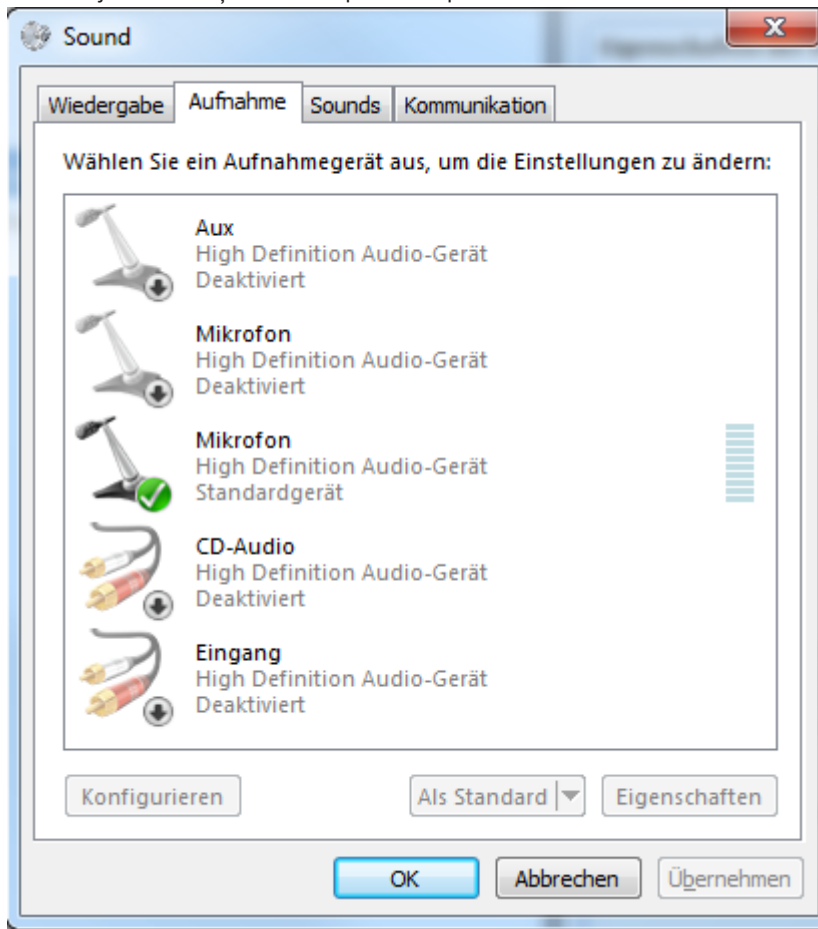 Sound
Wiedergabe Aufnahme Sounds Kommunikation
Wählen Sie ein Aufnahmegerät aus, um die Einstellungen zu ändern:
Aux
High Definition Audio-Gerät
Deaktiviert
Mikrofon
High Definition Audio-Gerät
Deaktiviert
Mikrofon
High Definition Audio-Gerät
Standardgerät
CD-Audio
High Definition Audio-Gerät
Deaktiviert
Eingang
High Definition Audio-Gerät
Deaktiviert
Konfigurieren Als Standard Eigenschaften
OK Abbrechen Übernehmen